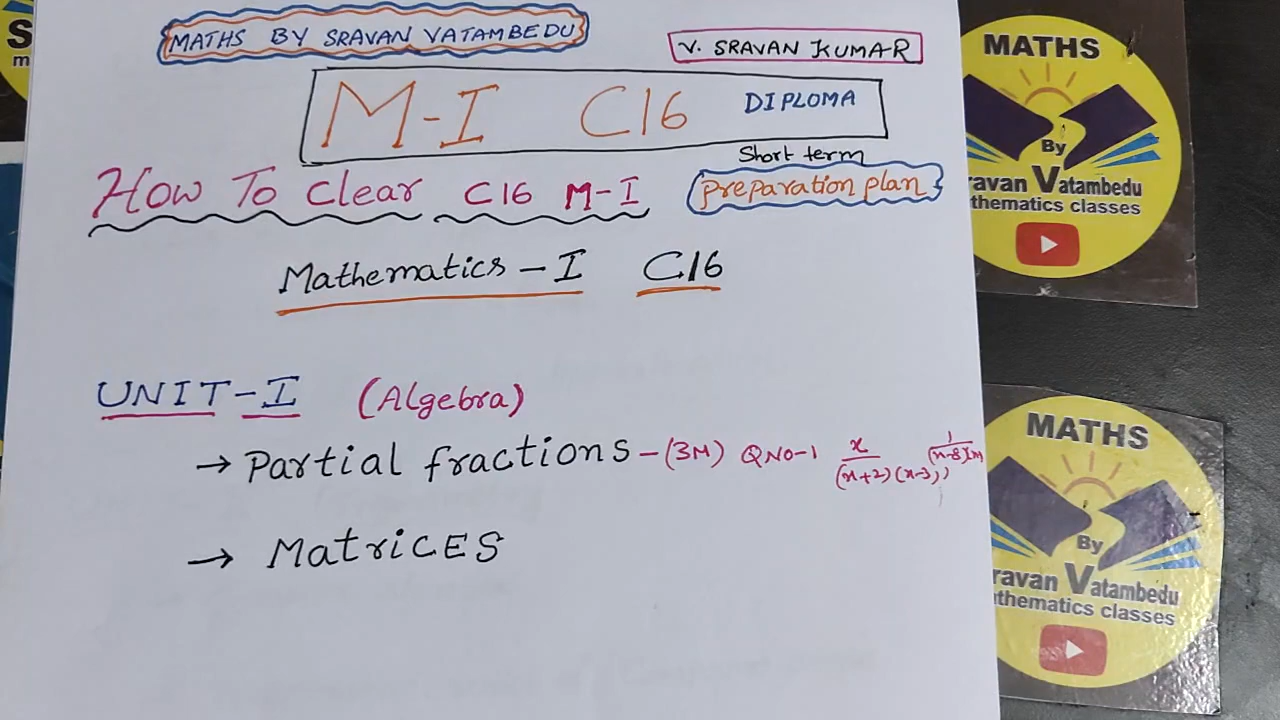 MATHS BY SRAVAN VATAMBEDU
V. SRAVAN KUMAR
M-I C16 DIPLOMA
Short term
How To Clear C16 M-I preparation plan
Mathematics - I C16
UNIT-I (Algebra)
→ Partial fractions - (3M) QNO-1 x/(x+2)(x-3),
→ MatriCES
MATHS
By
ravan Vatambedu
thematics classes
MATHS
By
ravan Vatambedu
thematics classes